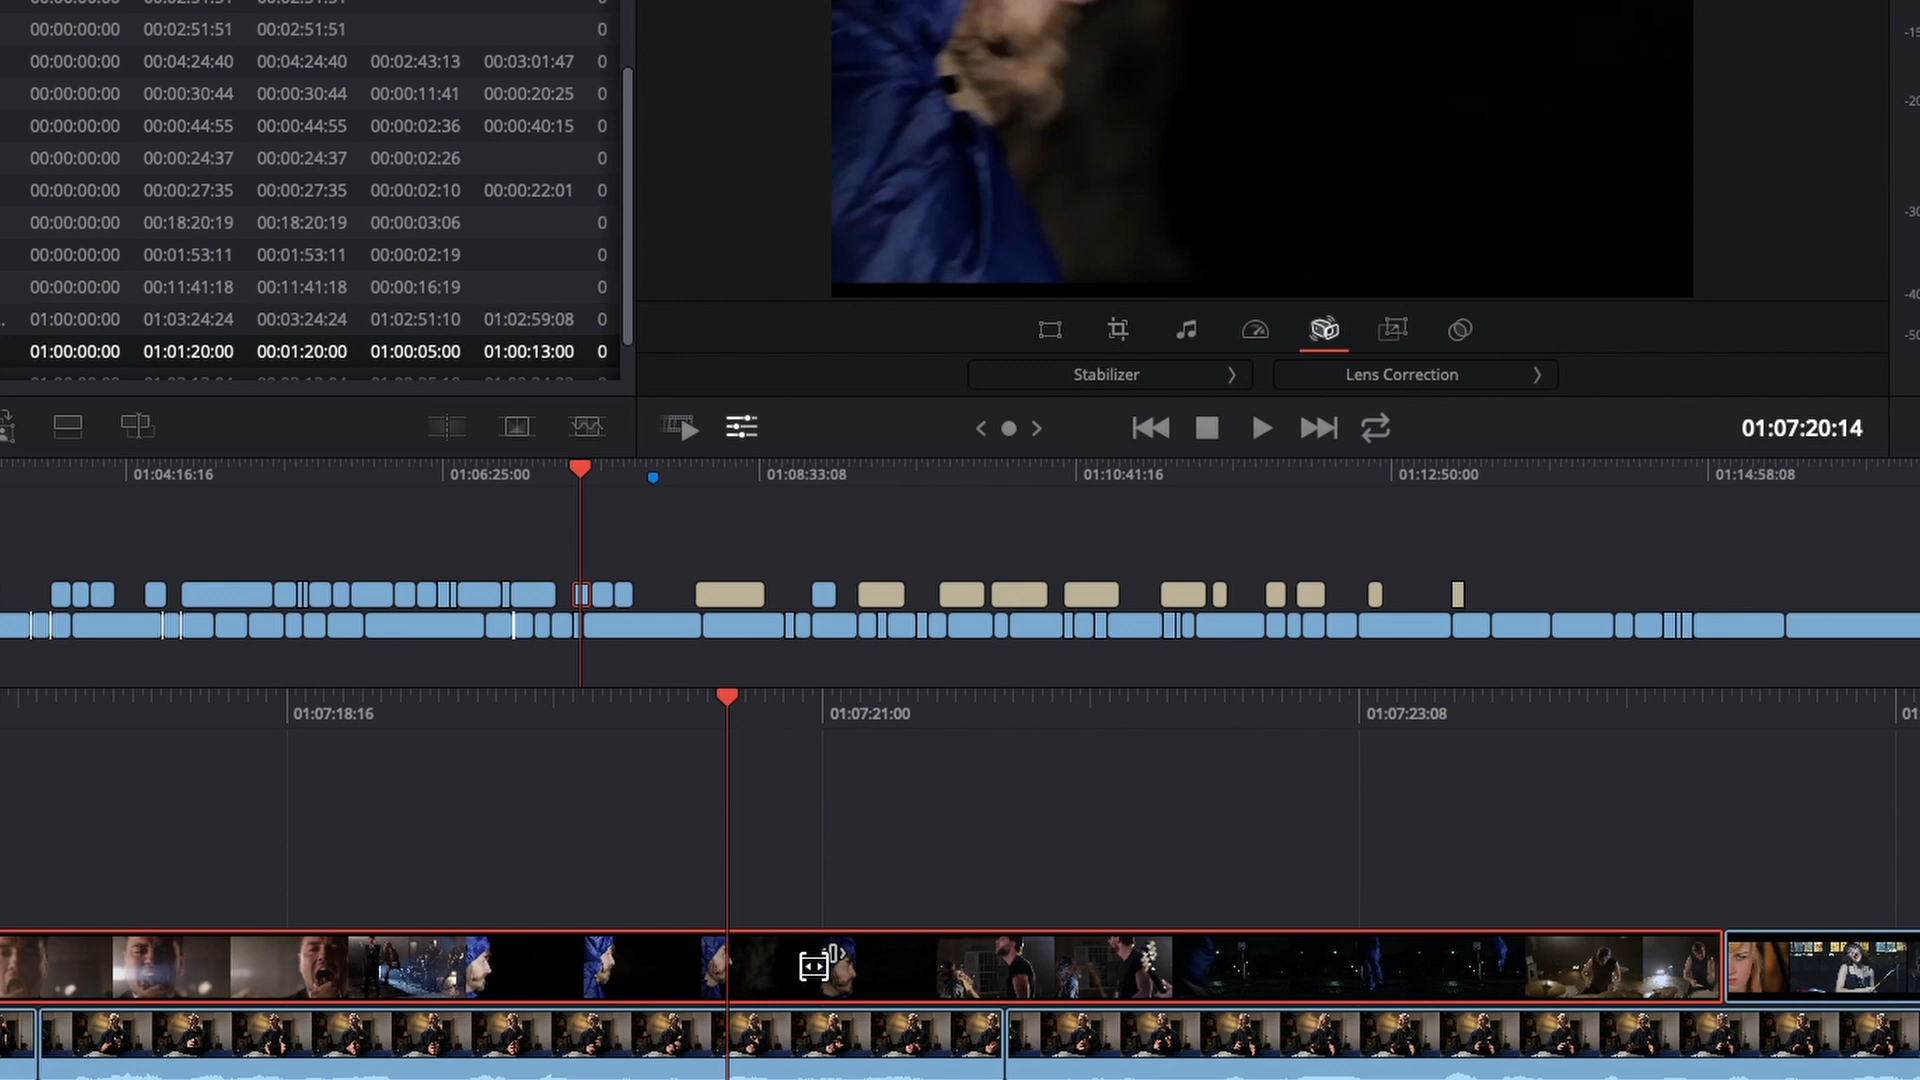 00:00:00:00 00:02:51:51 00:02:51:51 0
00:00:00:00 00:04:24:40 00:04:24:40 00:02:43:13 00:03:01:47 0
00:00:00:00 00:00:30:44 00:00:30:44 00:00:11:41 00:00:20:25 0
00:00:00:00 00:00:44:55 00:00:44:55 00:00:02:36 00:00:40:15 0
00:00:00:00 00:00:24:37 00:00:24:37 00:00:02:26 0
00:00:00:00 00:00:27:35 00:00:27:35 00:00:02:10 00:00:22:01 0
00:00:00:00 00:18:20:19 00:18:20:19 00:00:03:06 0
00:00:00:00 00:01:53:11 00:01:53:11 00:00:02:19 0
00:00:00:00 00:11:41:18 00:11:41:18 00:00:16:19 0
. 01:00:00:00 01:03:24:24 00:03:24:24 01:02:51:10 01:02:59:08 0
01:00:00:00 01:01:20:00 00:01:20:00 01:00:05:00 01:00:13:00 0
-15
-20
-30
-40
-50
Stabilizer
Lens Correction
01:07:20:14
01:04:16:16 01:06:25:00 01:08:33:08 01:10:41:16 01:12:50:00 01:14:58:08
01:07:18:16 01:07:21:00 01:07:23:08 01: